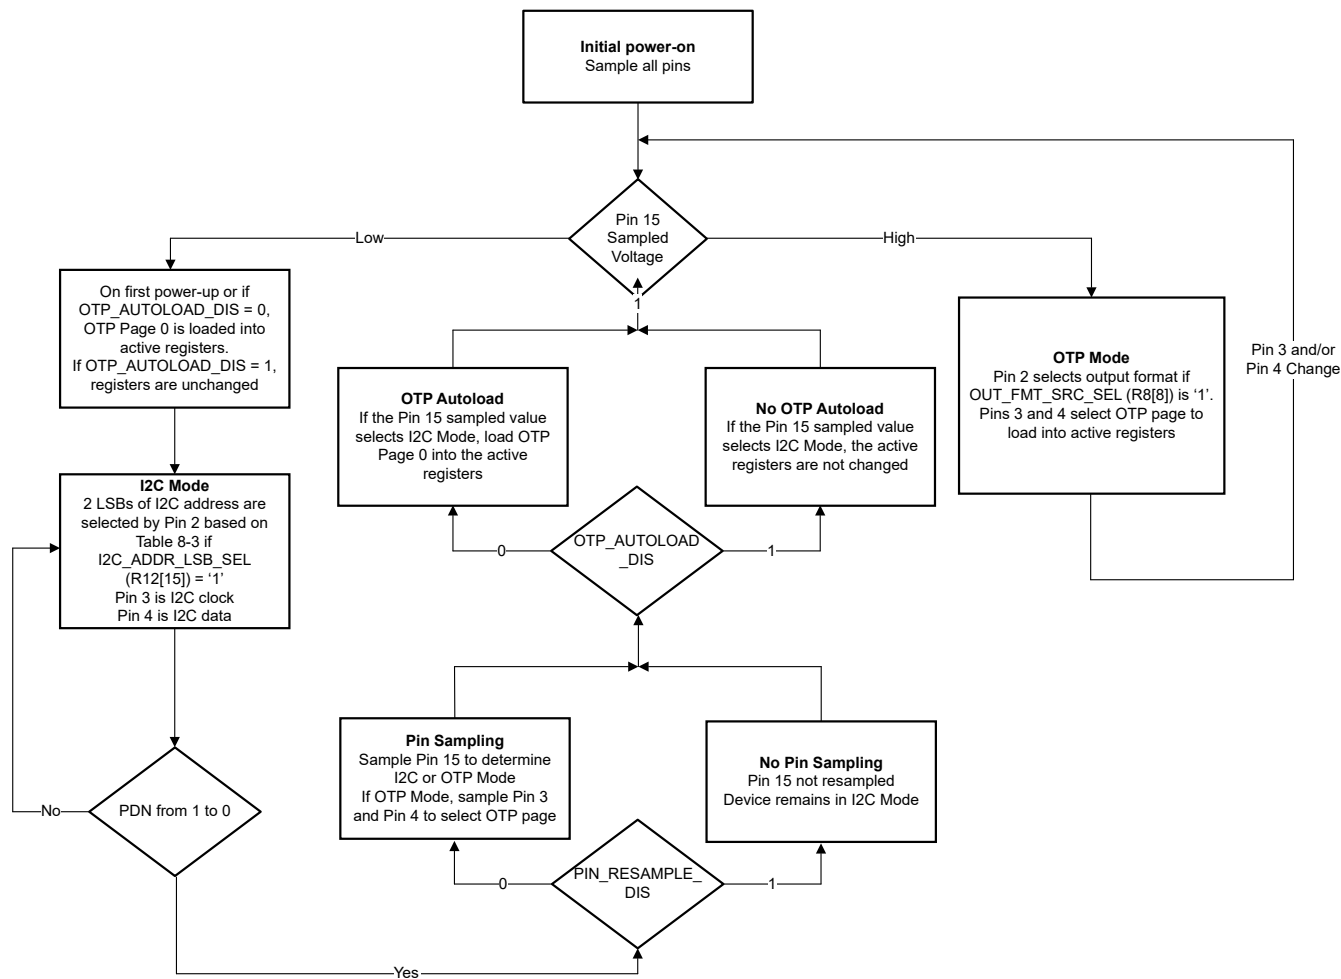 Initial power-on
Sample all pins
Pin 15
Sampled
Voltage
Low
High
1
On first power-up or if
OTP_AUTOLOAD_DIS = 0,
OTP Page 0 is loaded into
active registers.
If OTP_AUTOLOAD_DIS = 1,
registers are unchanged
OTP Mode
Pin 2 selects output format if
OUT_FMT_SRC_SEL (R8[8]) is ‘1’.
Pins 3 and 4 select OTP page to
load into active registers
Pin 3 and/or
Pin 4 Change
OTP Autoload
If the Pin 15 sampled value
selects I2C Mode, load OTP
Page 0 into the active
registers
No OTP Autoload
If the Pin 15 sampled value
selects I2C Mode, the active
registers are not changed
I2C Mode
2 LSBs of I2C address are
selected by Pin 2 based on
Table 8-3 if
I2C_ADDR_LSB_SEL
(R12[15]) = ‘1’
Pin 3 is I2C clock
Pin 4 is I2C data
OTP_AUTOLOAD
_DIS
0
1
Pin Sampling
Sample Pin 15 to determine
I2C or OTP Mode
If OTP Mode, sample Pin 3
and Pin 4 to select OTP page
No Pin Sampling
Pin 15 not resampled
Device remains in I2C Mode
PDN from 1 to 0
No
PIN_RESAMPLE_
DIS
0
1
Yes